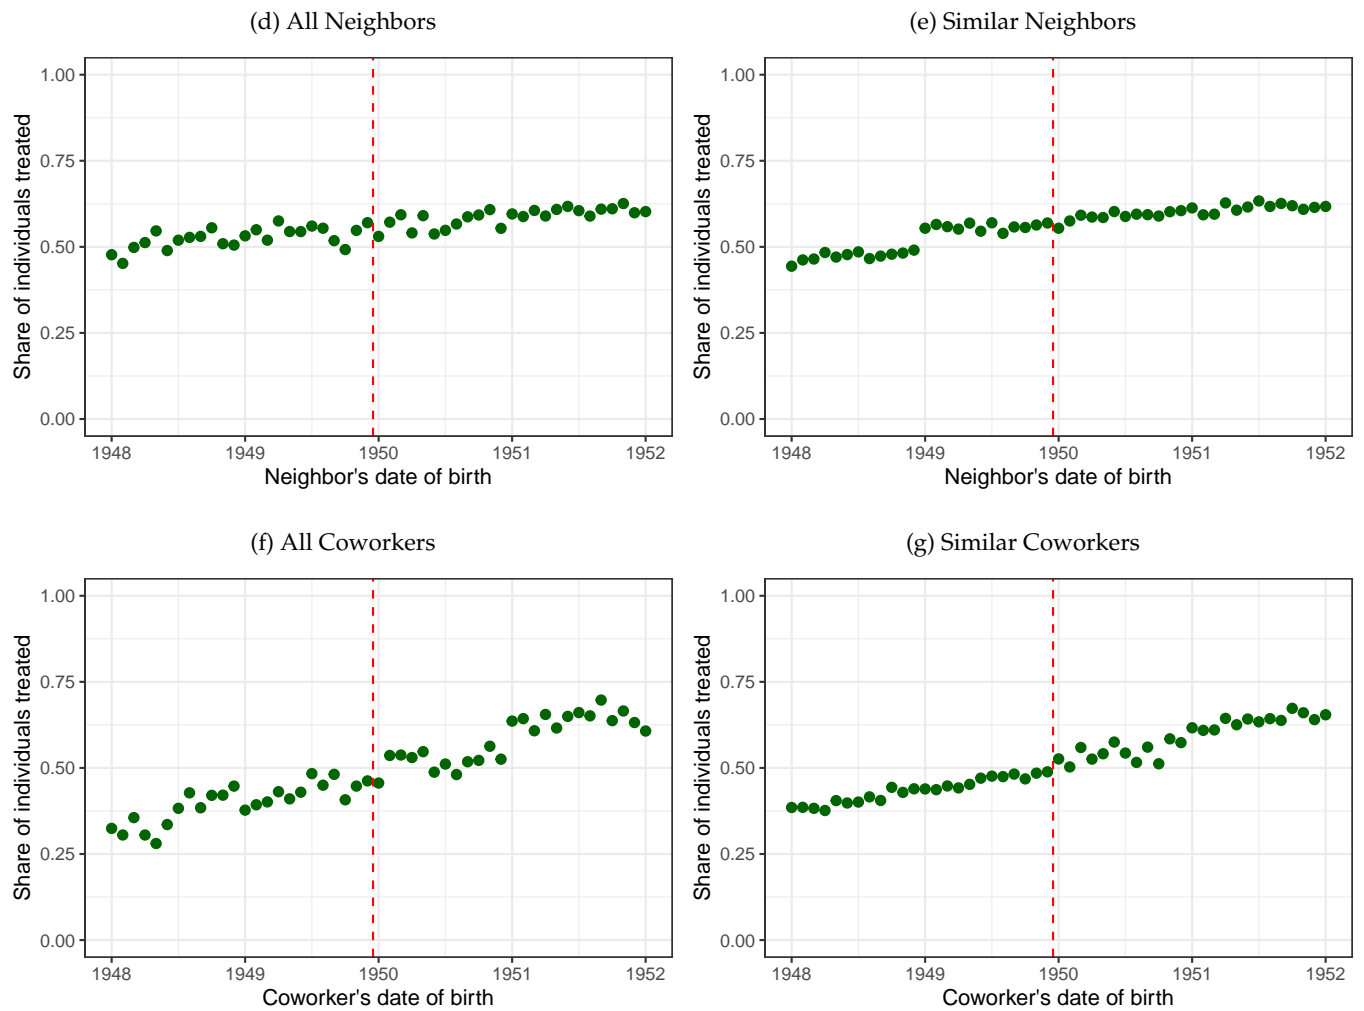 (d) All Neighbors
Share of individuals treated
1.00
0.75
0.50
0.25
0.00
1948 1949 1950 1951 1952
Neighbor's date of birth
(e) Similar Neighbors
Share of individuals treated
1.00
0.75
0.50
0.25
0.00
1948 1949 1950 1951 1952
Neighbor's date of birth
(f) All Coworkers
Share of individuals treated
1.00
0.75
0.50
0.25
0.00
1948 1949 1950 1951 1952
Coworker's date of birth
(g) Similar Coworkers
Share of individuals treated
1.00
0.75
0.50
0.25
0.00
1948 1949 1950 1951 1952
Coworker's date of birth